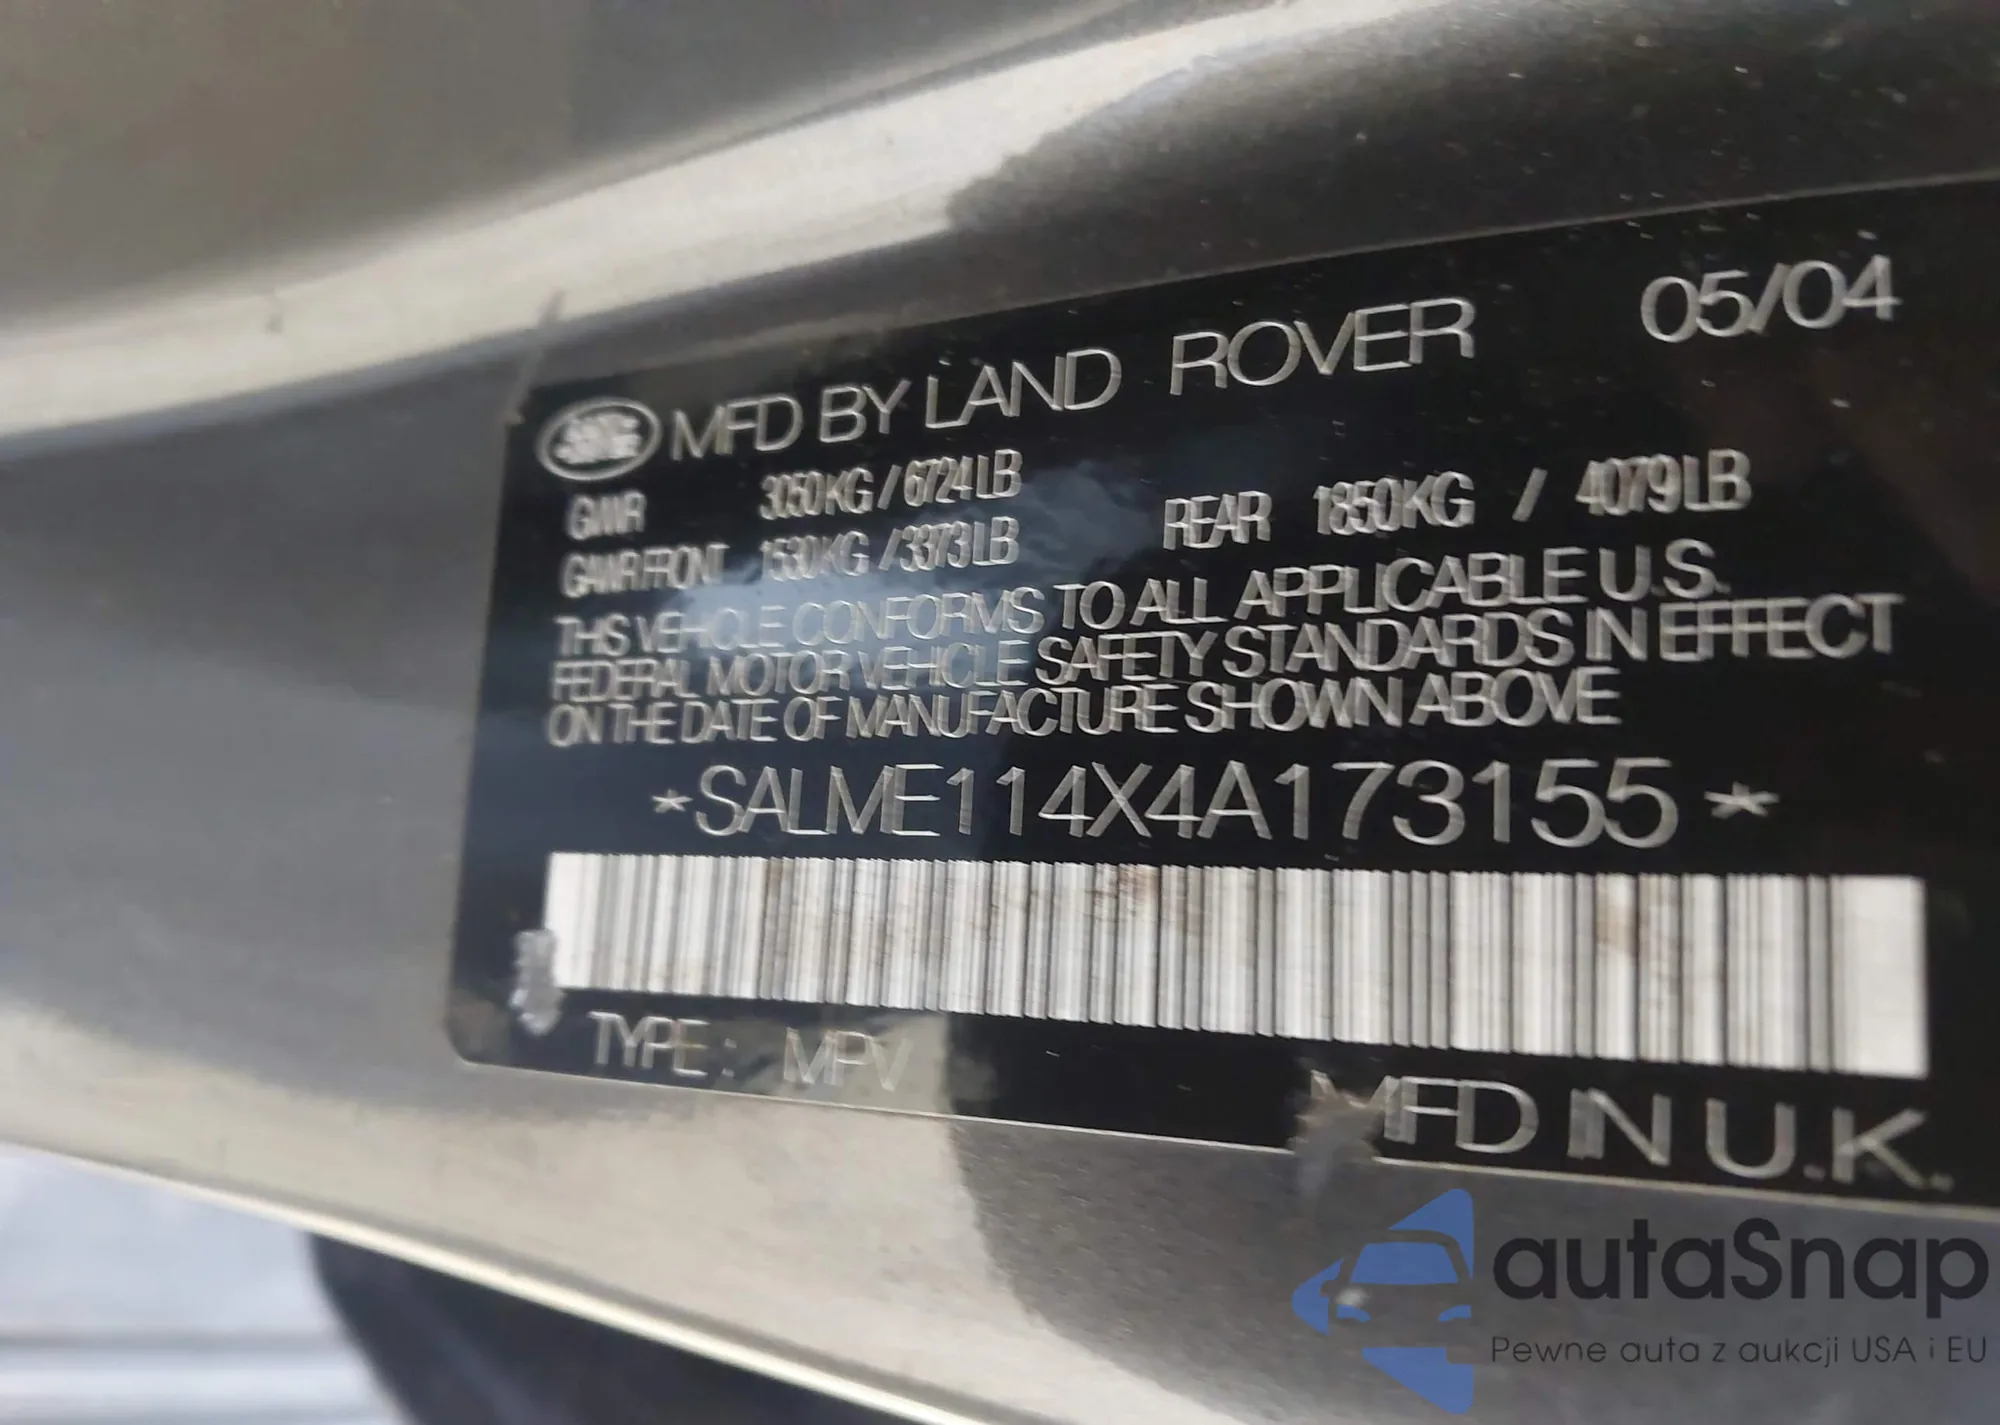 MFD BY LAND ROVER 05/04
GVWR 3050KG / 6724LB
GAWR FRONT 1530KG / 3373LB REAR 1850KG / 4079LB
THIS VEHICLE CONFORMS TO ALL APPLICABLE U.S.
FEDERAL MOTOR VEHICLE SAFETY STANDARDS IN EFFECT
ON THE DATE OF MANUFACTURE SHOWN ABOVE
*SALME114X4A173155*
TYPE: MPV
MFD IN U.K.
autaSnap
Pewne auta z aukcji USA i EU